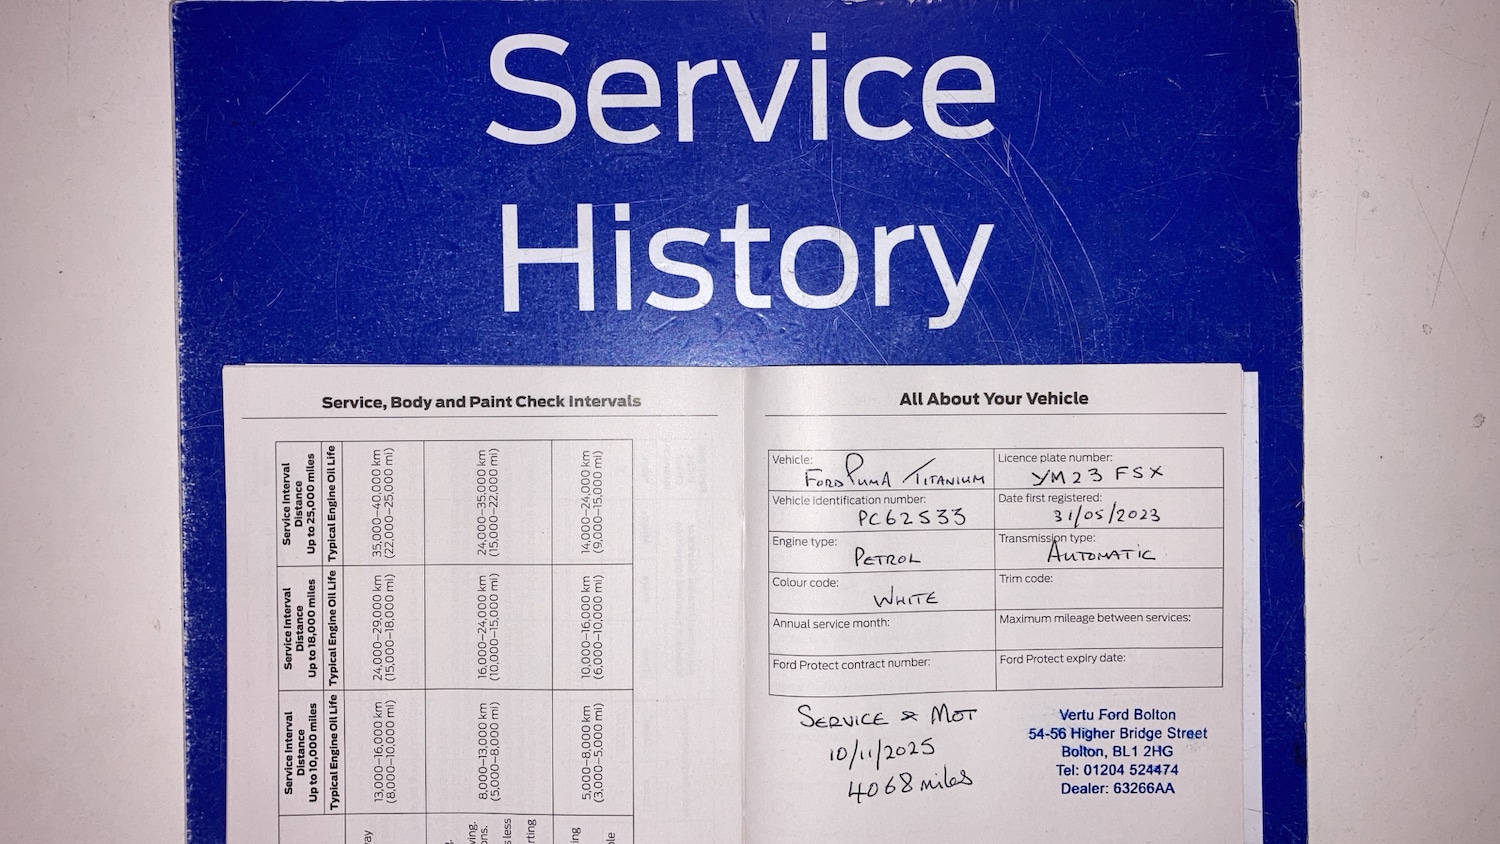 Service
History
Service, Body and Paint Check Intervals
Service Interval
Distance
Up to 10,000 miles
Service Interval
Distance
Up to 18,000 miles
Service Interval
Distance
Up to 25,000 miles
Typical Engine Oil Life
Typical Engine Oil Life
Typical Engine Oil Life
13,000–16,000 km
(8,000–10,000 mi)
24,000–29,000 km
(15,000–18,000 mi)
35,000–40,000 km
(22,000–25,000 mi)
8,000–13,000 km
(5,000–8,000 mi)
16,000–24,000 km
(10,000–15,000 mi)
24,000–35,000 km
(15,000–22,000 mi)
5,000–8,000 km
(3,000–5,000 mi)
10,000–16,000 km
(6,000–10,000 mi)
14,000–24,000 km
(9,000–15,000 mi)
All About Your Vehicle
Vehicle: Ford Puma Titanium
Licence plate number: YM23 FSX
Vehicle identification number: PC62533
Date first registered: 31/05/2023
Engine type: Petrol
Transmission type: Automatic
Colour code: White
Trim code:
Annual service month:
Maximum mileage between services:
Ford Protect contract number:
Ford Protect expiry date:
Service & MOT
10/11/2025
4068 miles
Vertu Ford Bolton
54-56 Higher Bridge Street
Bolton, BL1 2HG
Tel: 01204 524474
Dealer: 63266AA